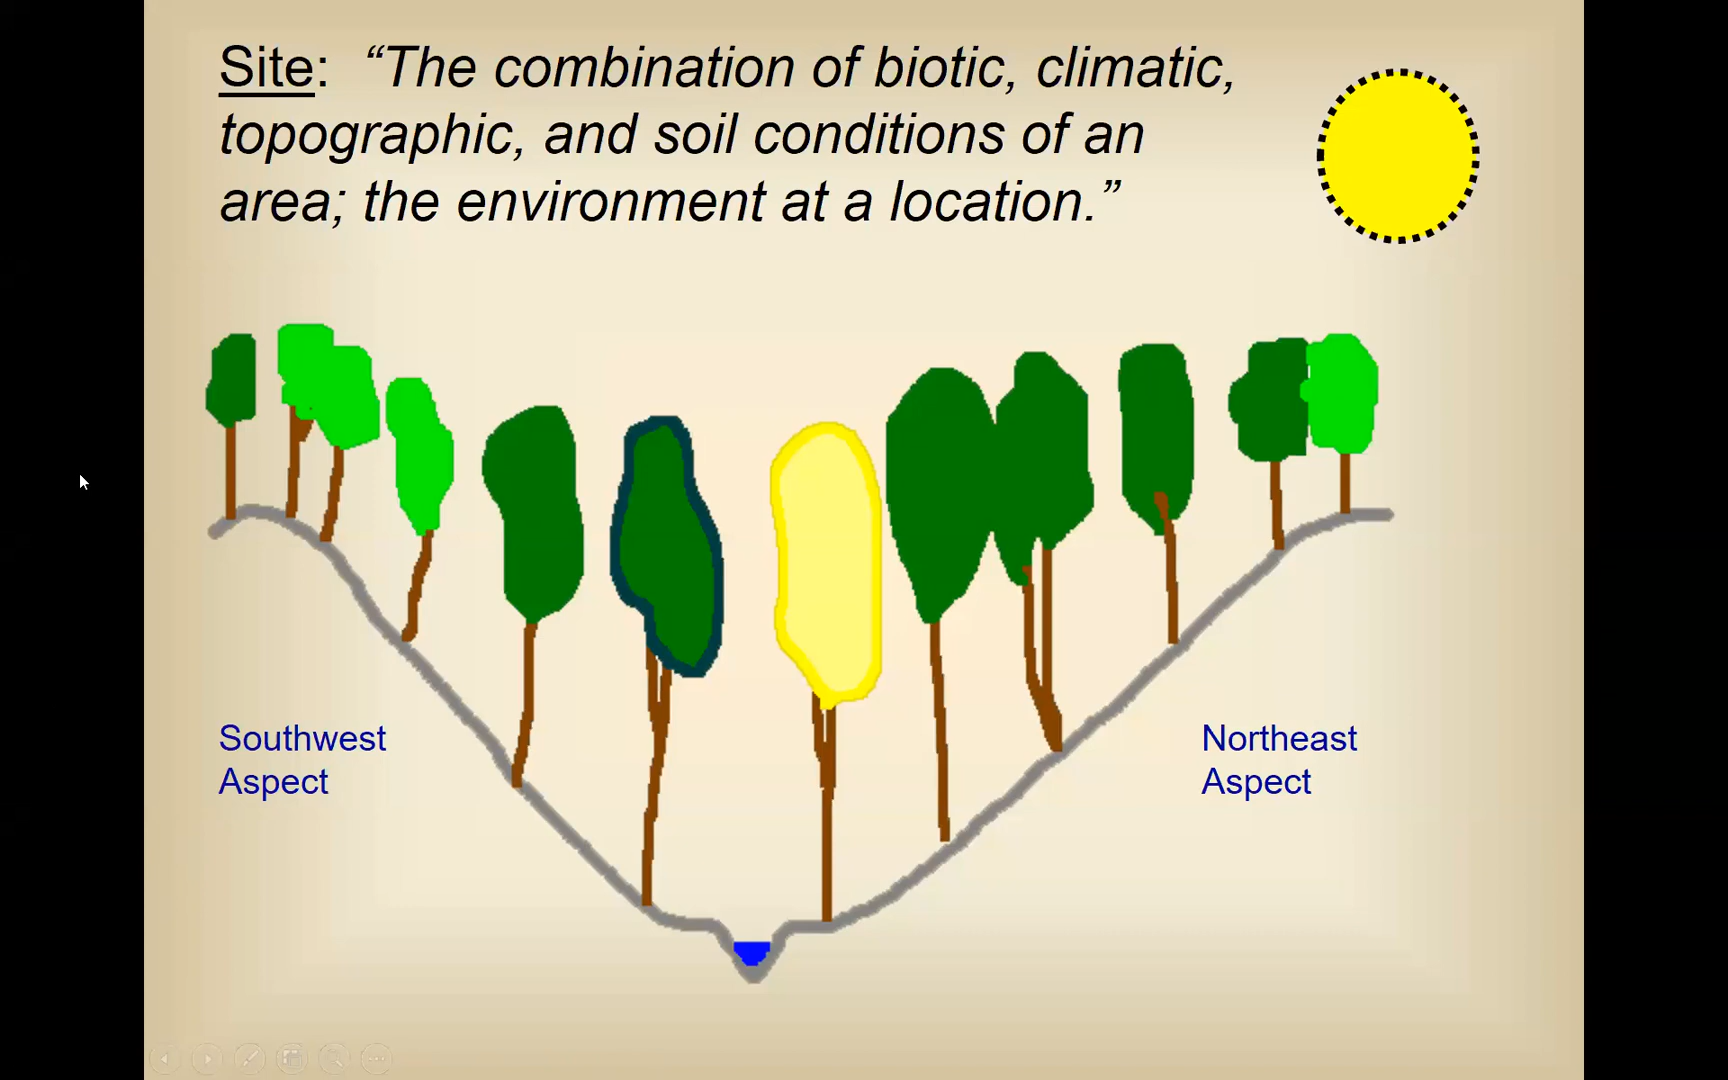 Site: “The combination of biotic, climatic,
topographic, and soil conditions of an
area; the environment at a location.”
Southwest
Aspect
Northeast
Aspect